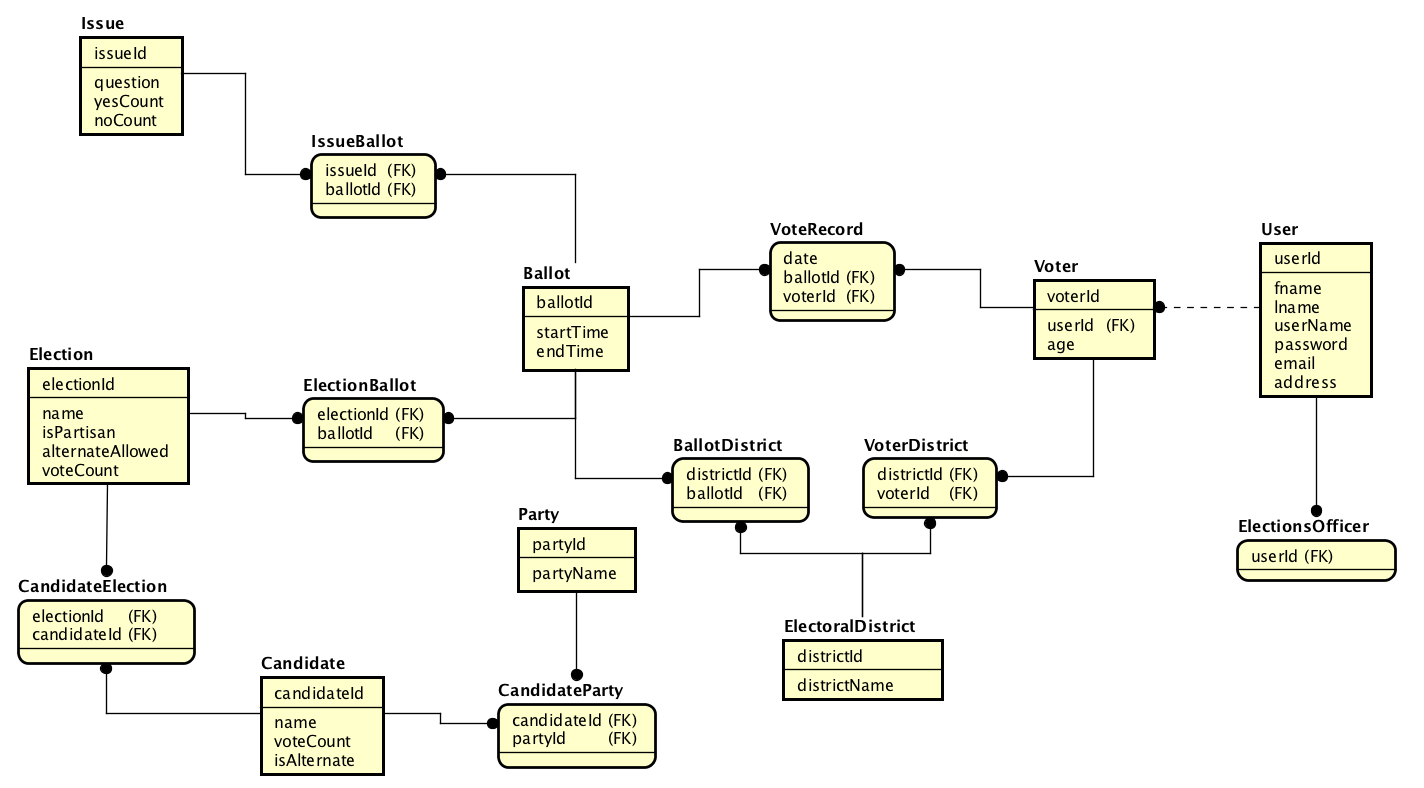 Issue
issueId
question
yesCount
noCount
IssueBallot
issueId (FK)
ballotId (FK)
Ballot
ballotId
startTime
endTime
VoteRecord
date
ballotId (FK)
voterId (FK)
Voter
voterId
userId (FK)
age
User
userId
fname
lname
userName
password
email
address
Election
electionId
name
isPartisan
alternateAllowed
voteCount
ElectionBallot
electionId (FK)
ballotId (FK)
BallotDistrict
districtId (FK)
ballotId (FK)
VoterDistrict
districtId (FK)
voterId (FK)
ElectionsOfficer
userId (FK)
Party
partyId
partyName
CandidateElection
electionId (FK)
candidateId (FK)
Candidate
candidateId
name
voteCount
isAlternate
CandidateParty
candidateId (FK)
partyId (FK)
ElectoralDistrict
districtId
districtName